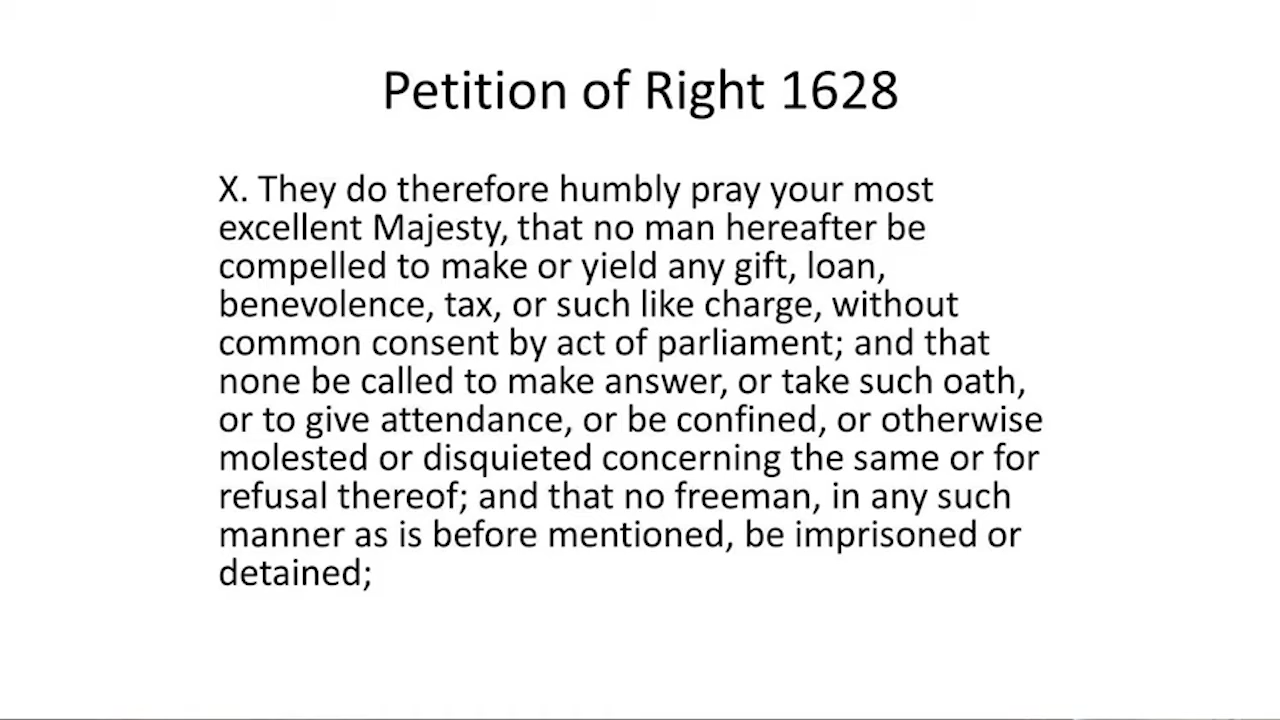 Petition of Right 1628
X. They do therefore humbly pray your most
excellent Majesty, that no man hereafter be
compelled to make or yield any gift, loan,
benevolence, tax, or such like charge, without
common consent by act of parliament; and that
none be called to make answer, or take such oath,
or to give attendance, or be confined, or otherwise
molested or disquieted concerning the same or for
refusal thereof; and that no freeman, in any such
manner as is before mentioned, be imprisoned or
detained;